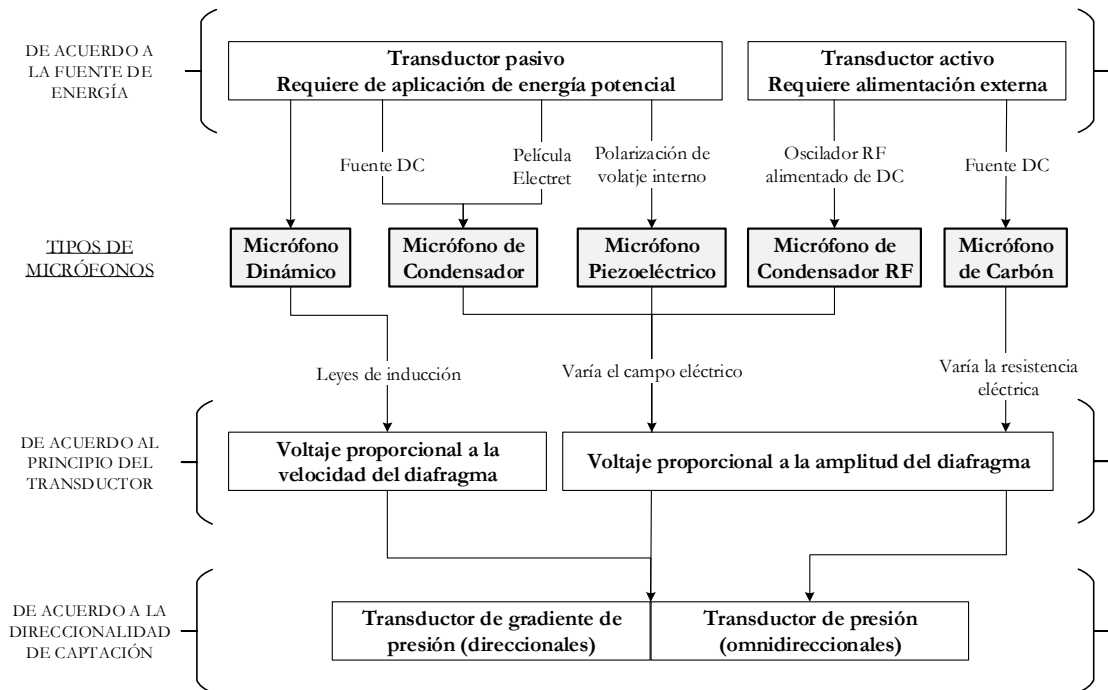 DE ACUERDO A
LA FUENTE DE
ENERGÍA
Transductor pasivo
Requiere de aplicación de energía potencial
Transductor activo
Requiere alimentación externa
Fuente DC
Película
Electret
Polarización de
volatje interno
Oscilador RF
alimentado de DC
Fuente DC
TIPOS DE
MICRÓFONOS
Micrófono
Dinámico
Micrófono de
Condensador
Micrófono
Piezoeléctrico
Micrófono de
Condensador RF
Micrófono
de Carbón
Leyes de inducción
Varía el campo eléctrico
Varía la resistencia
eléctrica
DE ACUERDO AL
PRINCIPIO DEL
TRANSDUCTOR
Voltaje proporcional a la
velocidad del diafragma
Voltaje proporcional a la amplitud del diafragma
DE ACUERDO A LA
DIRECCIONALIDAD
DE CAPTACIÓN
Transductor de gradiente de
presión (direccionales)
Transductor de presión
(omnidireccionales)